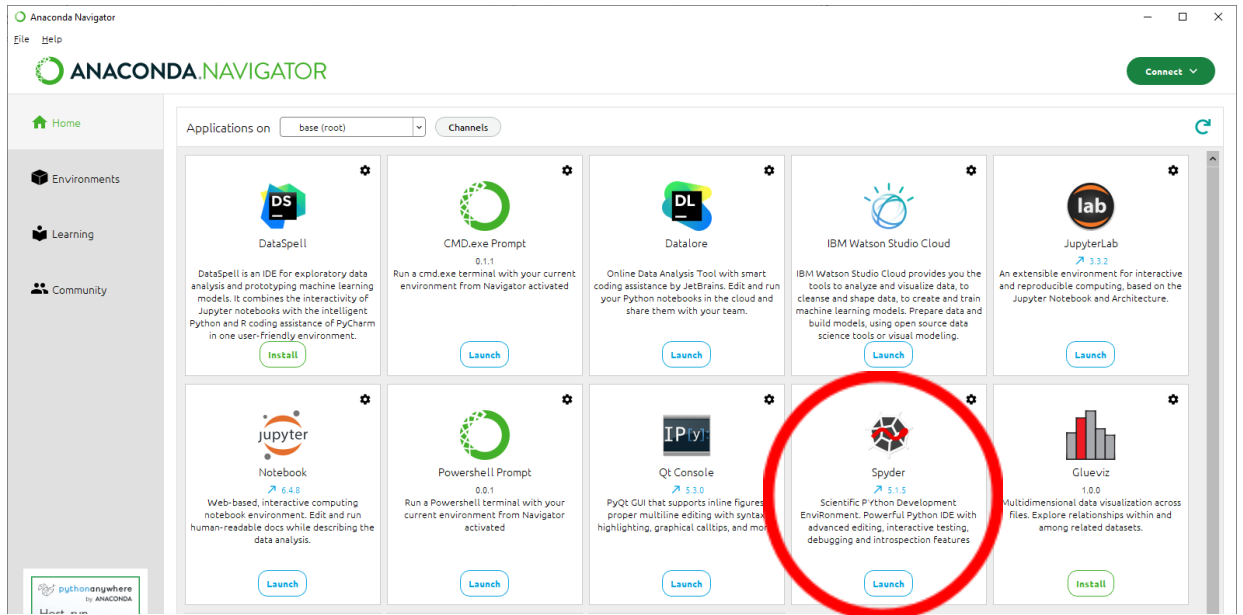 Anaconda Navigator
File Help
ANACONDA.NAVIGATOR
Connect
Home
Environments
Learning
Community
Applications on base (root) Channels
DS
DataSpell
DataSpell is an IDE for exploratory data
analysis and prototyping machine learning
models. It combines the interactivity of
Jupyter notebooks with the intelligent
Python and R coding assistance of PyCharm
in one user-friendly environment.
Install
CMD.exe Prompt
0.1.1
Run a cmd.exe terminal with your current
environment from Navigator activated
Launch
DL
Datalore
Online Data Analysis Tool with smart
coding assistance by JetBrains. Edit and run
your Python notebooks in the cloud and
share them with your team.
Launch
IBM Watson Studio Cloud
IBM Watson Studio Cloud provides you the
tools to analyze and visualize data, to
cleanse and shape data, to create and train
machine learning models. Prepare data and
build models, using open source data
science tools or visual modeling.
Launch
lab
JupyterLab
3.3.2
An extensible environment for interactive
and reproducible computing, based on the
Jupyter Notebook and Architecture.
Launch
jupyter
Notebook
6.4.8
Web-based, interactive computing
notebook environment. Edit and run
human-readable docs while describing the
data analysis.
Launch
Powershell Prompt
0.0.1
Run a Powershell terminal with your
current environment from Navigator
activated
Launch
IP[y]:
Qt Console
5.3.0
PyQt GUI that supports inline figures,
proper multiline editing with syntax
highlighting, graphical calltips, and more
Launch
Spyder
5.1.5
Scientific PYthon Development
EnviRonment. Powerful Python IDE with
advanced editing, interactive testing,
debugging and introspection features
Launch
Glueviz
1.0.0
Multidimensional data visualization across
files. Explore relationships within and
among related datasets.
Install
pythonanywhere
by ANACONDA
Host, run